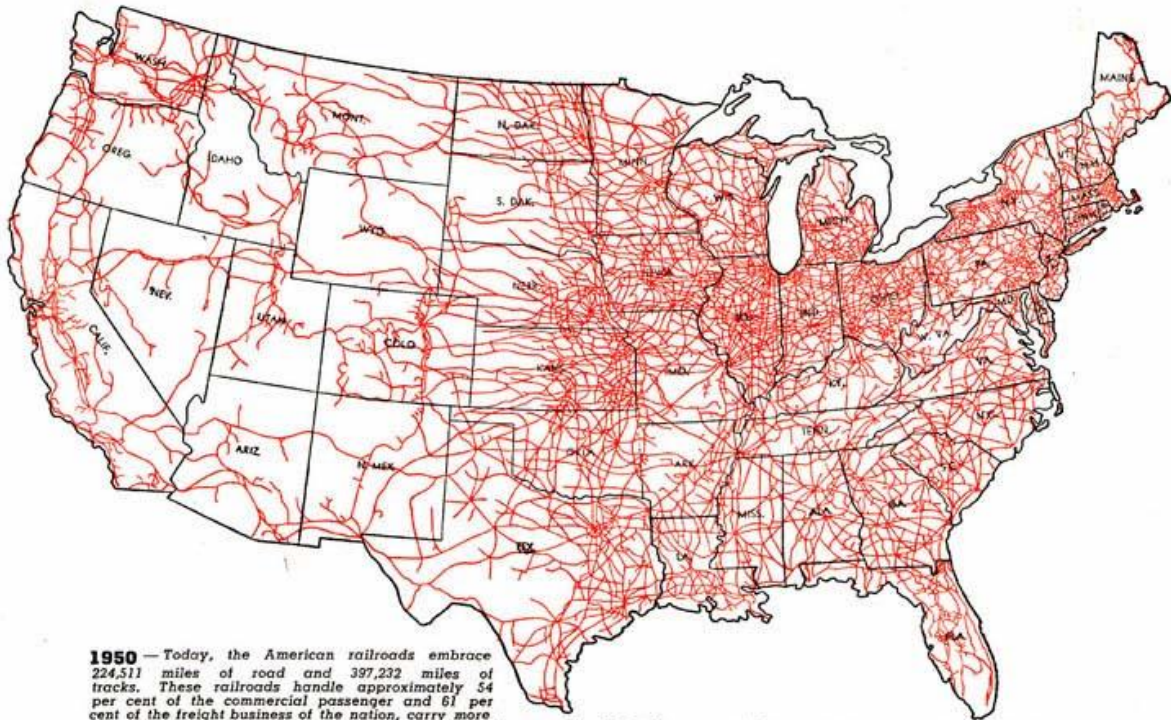 WASH.
MONT.
N. DAK.
MINN.
MAINE
OREG.
IDAHO
S. DAK.
WIS.
MICH.
N.Y.
VT.
N.H.
MASS.
CONN.
WYO.
NEBR.
IOWA
PA.
NEV.
UTAH
COLO.
ILL.
IND.
OHIO
MD.
W. VA.
CALIF.
KAN.
MO.
KY.
VA.
ARIZ.
N. MEX.
OKLA.
ARK.
TENN.
N.C.
S.C.
TEX.
LA.
MISS.
ALA.
GA.
FLA.
1950 — Today, the American railroads embrace
224,511 miles of road and 397,232 miles of
tracks. These railroads handle approximately 54
per cent of the commercial passenger and 61 per
cent of the freight business of the nation, carry more